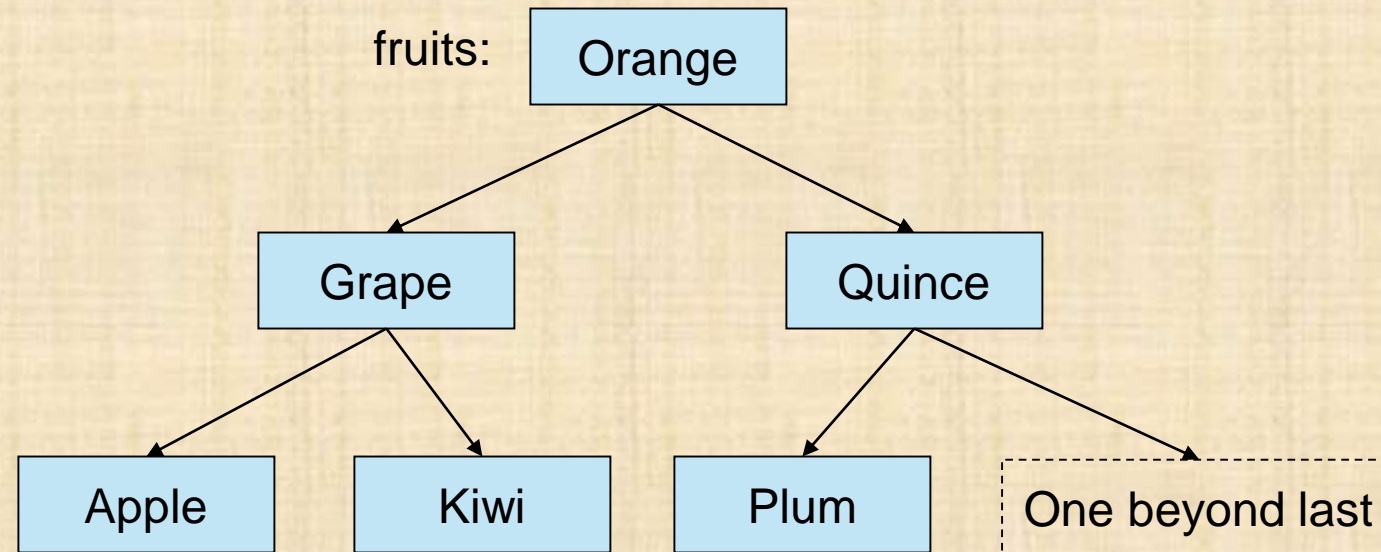 fruits:
Orange
Grape
Quince
Apple
Kiwi
Plum
One beyond last